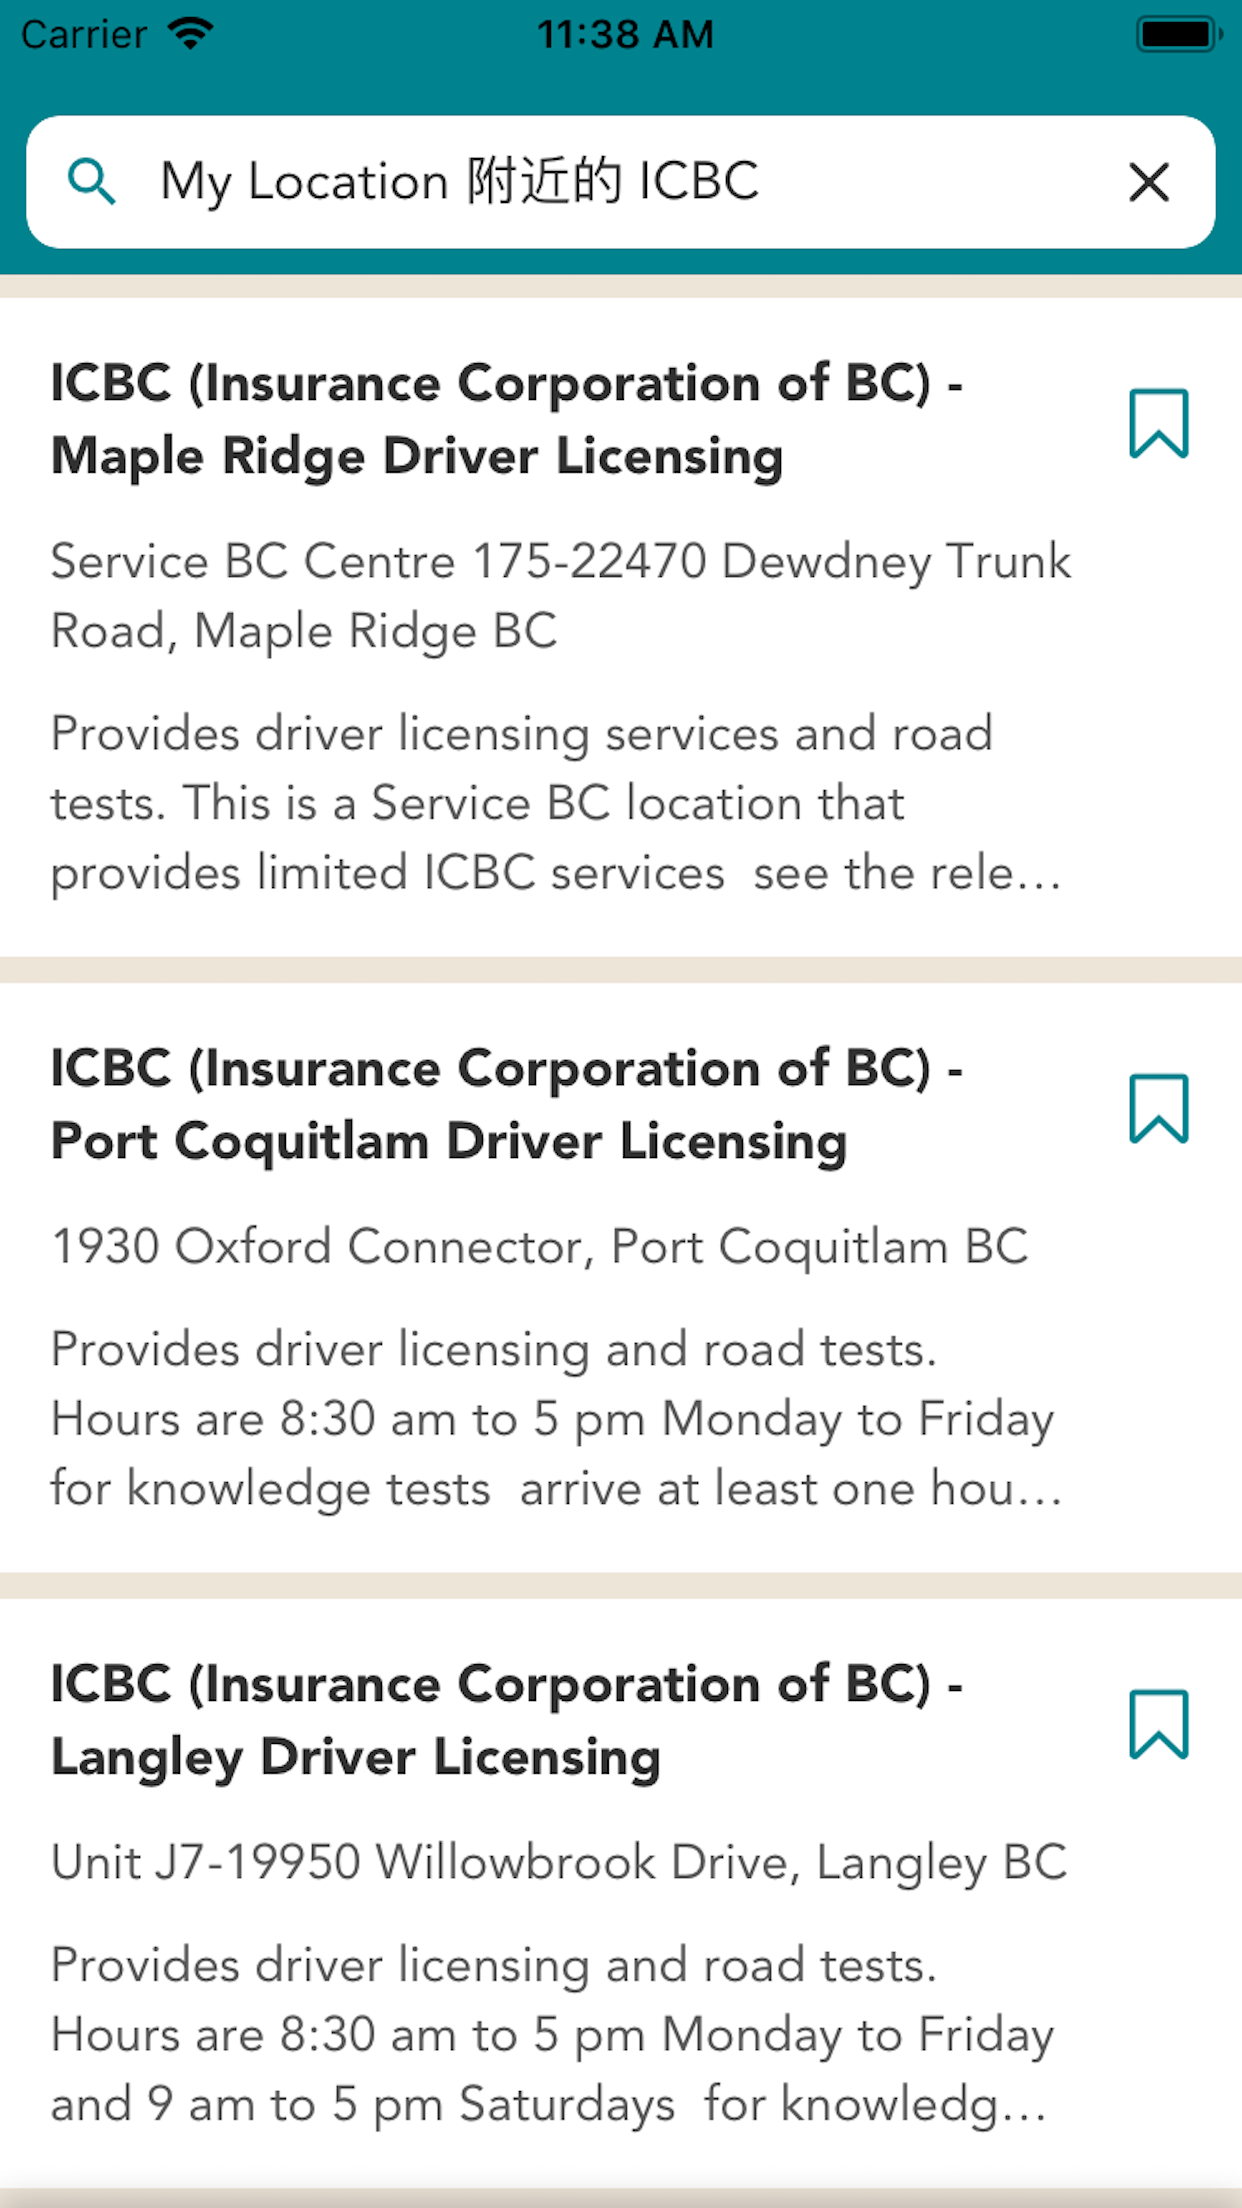 Carrier 11:38 AM
My Location 附近的 ICBC
ICBC (Insurance Corporation of BC) -
Maple Ridge Driver Licensing
Service BC Centre 175-22470 Dewdney Trunk
Road, Maple Ridge BC
Provides driver licensing services and road
tests. This is a Service BC location that
provides limited ICBC services  see the rele...
ICBC (Insurance Corporation of BC) -
Port Coquitlam Driver Licensing
1930 Oxford Connector, Port Coquitlam BC
Provides driver licensing and road tests.
Hours are 8:30 am to 5 pm Monday to Friday
for knowledge tests  arrive at least one hou...
ICBC (Insurance Corporation of BC) -
Langley Driver Licensing
Unit J7-19950 Willowbrook Drive, Langley BC
Provides driver licensing and road tests.
Hours are 8:30 am to 5 pm Monday to Friday
and 9 am to 5 pm Saturdays  for knowledg...